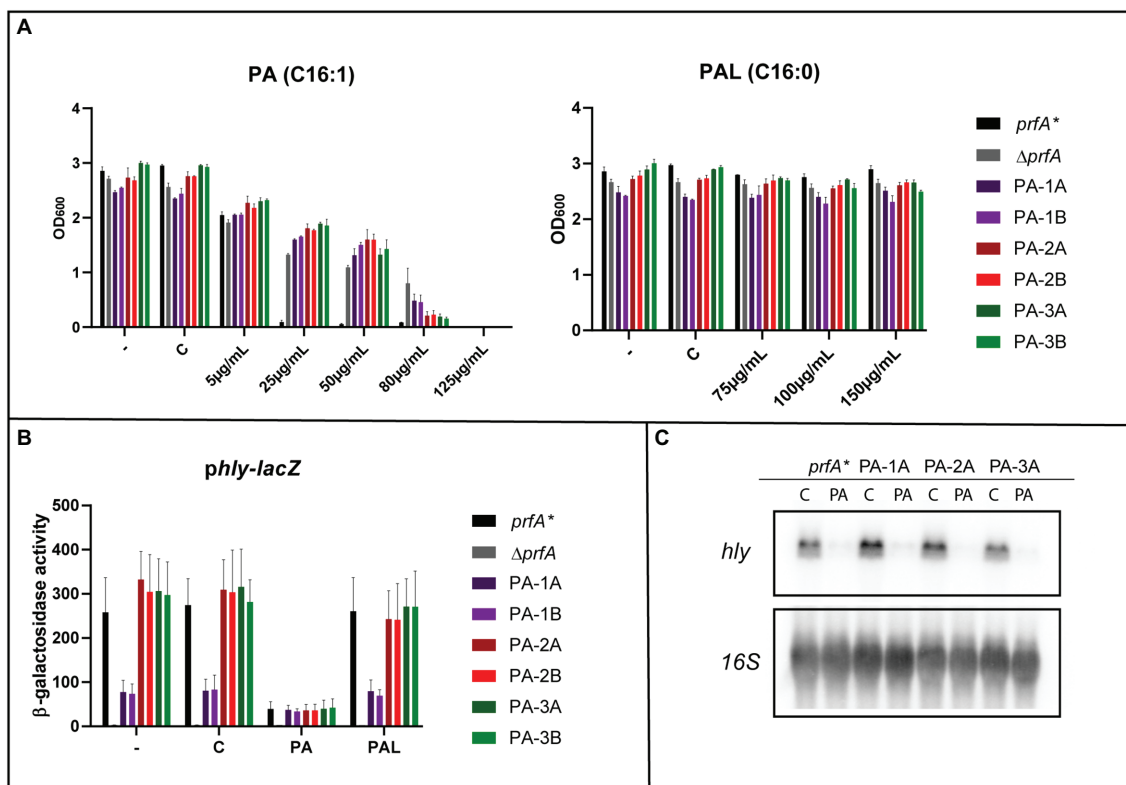 A
PA (C16:1)
OD600
4
3
2
1
0
-
C
5µg/mL
25µg/mL
50µg/mL
80µg/mL
125µg/mL
PAL (C16:0)
OD600
4
3
2
1
0
-
C
75µg/mL
100µg/mL
150µg/mL
prfA*
ΔprfA
PA-1A
PA-1B
PA-2A
PA-2B
PA-3A
PA-3B
B
phly-lacZ
β-galactosidase activity
500
400
300
200
100
0
-
C
PA
PAL
prfA*
ΔprfA
PA-1A
PA-1B
PA-2A
PA-2B
PA-3A
PA-3B
C
prfA* PA-1A PA-2A PA-3A
C PA C PA C PA C PA
hly
16S